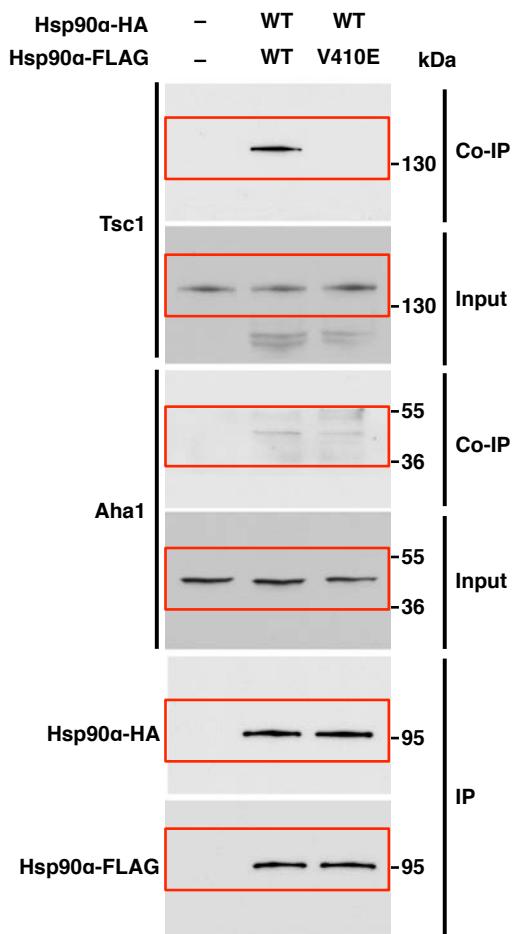 Hsp90α-HA – WT WT
Hsp90α-FLAG – WT V410E kDa
Tsc1
-130 Co-IP
-130 Input
Aha1
-55
-36 Co-IP
-55
-36 Input
Hsp90α-HA -95
IP
Hsp90α-FLAG -95